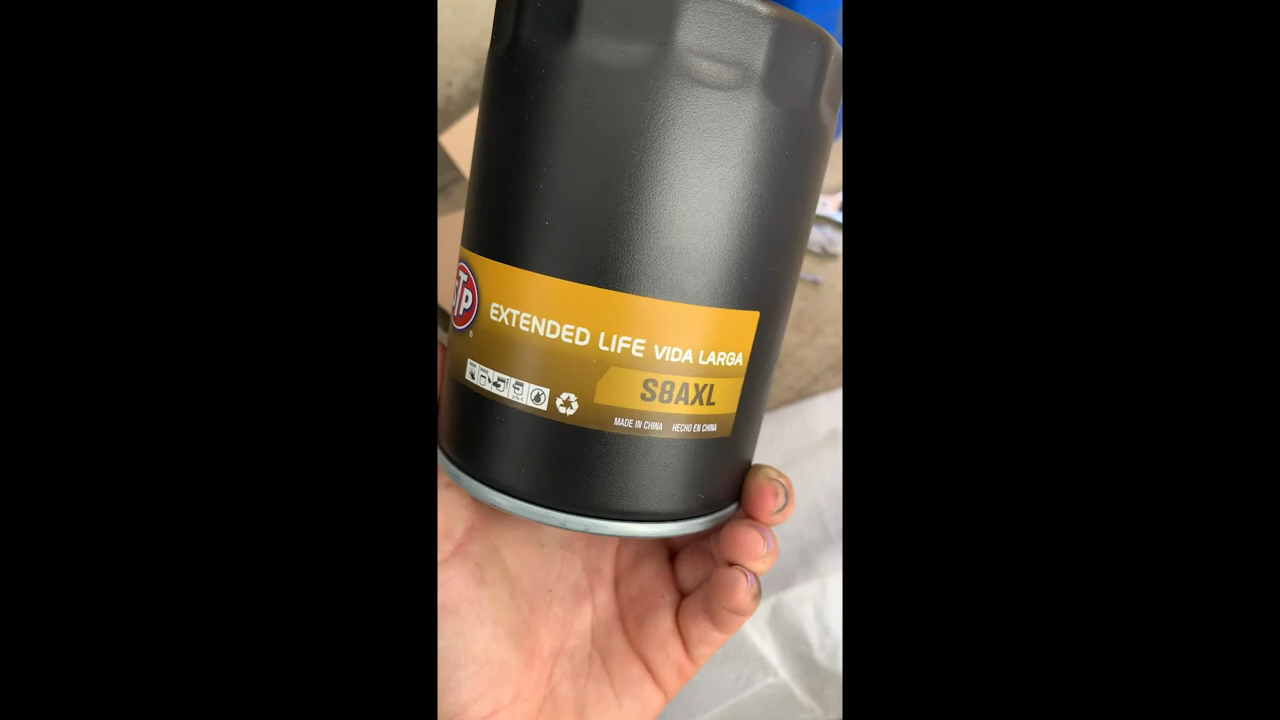 STP
EXTENDED LIFE VIDA LARGA
S8AXL
MADE IN CHINA HECHO EN CHINA